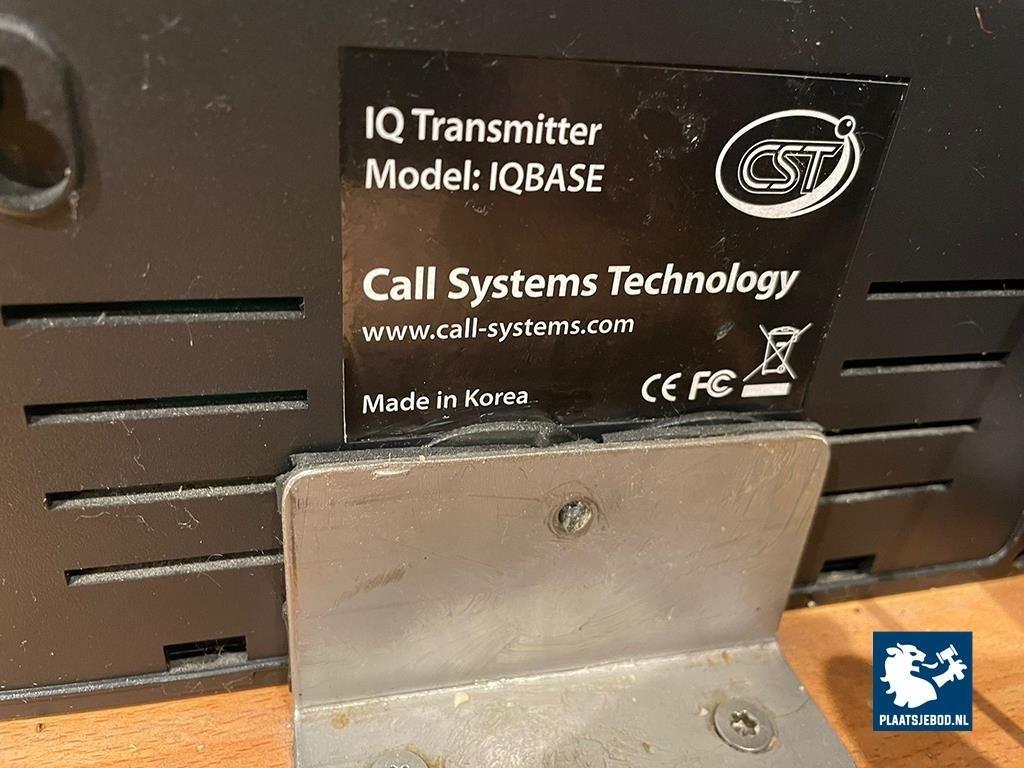 IQ Transmitter
Model: IQBASE
CST
Call Systems Technology
www.call-systems.com
Made in Korea
CE FC
PLAATSJEBOD.NL